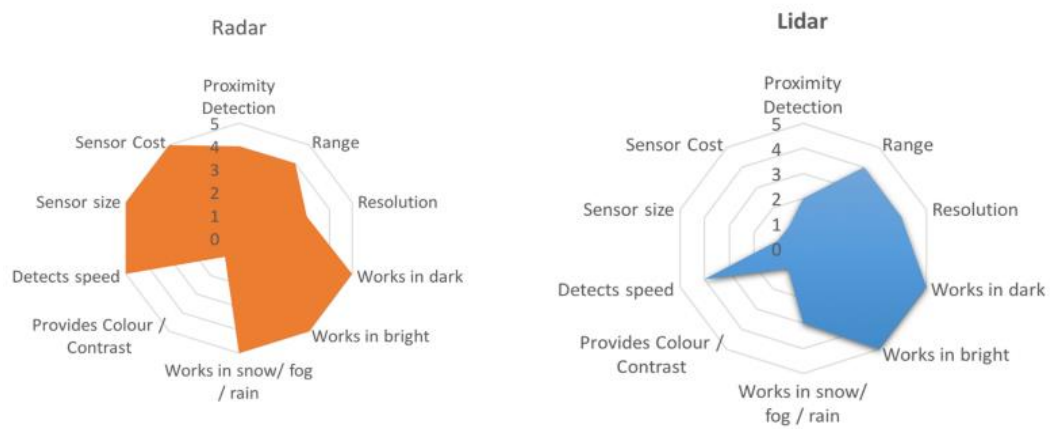 Radar
Proximity
Detection
5
4
3
2
1
0
Range
Resolution
Works in dark
Works in bright
Works in snow/ fog
/ rain
Provides Colour /
Contrast
Detects speed
Sensor size
Sensor Cost
Lidar
Proximity
Detection
5
4
3
2
1
0
Range
Resolution
Works in dark
Works in bright
Works in snow/
fog / rain
Provides Colour /
Contrast
Detects speed
Sensor size
Sensor Cost